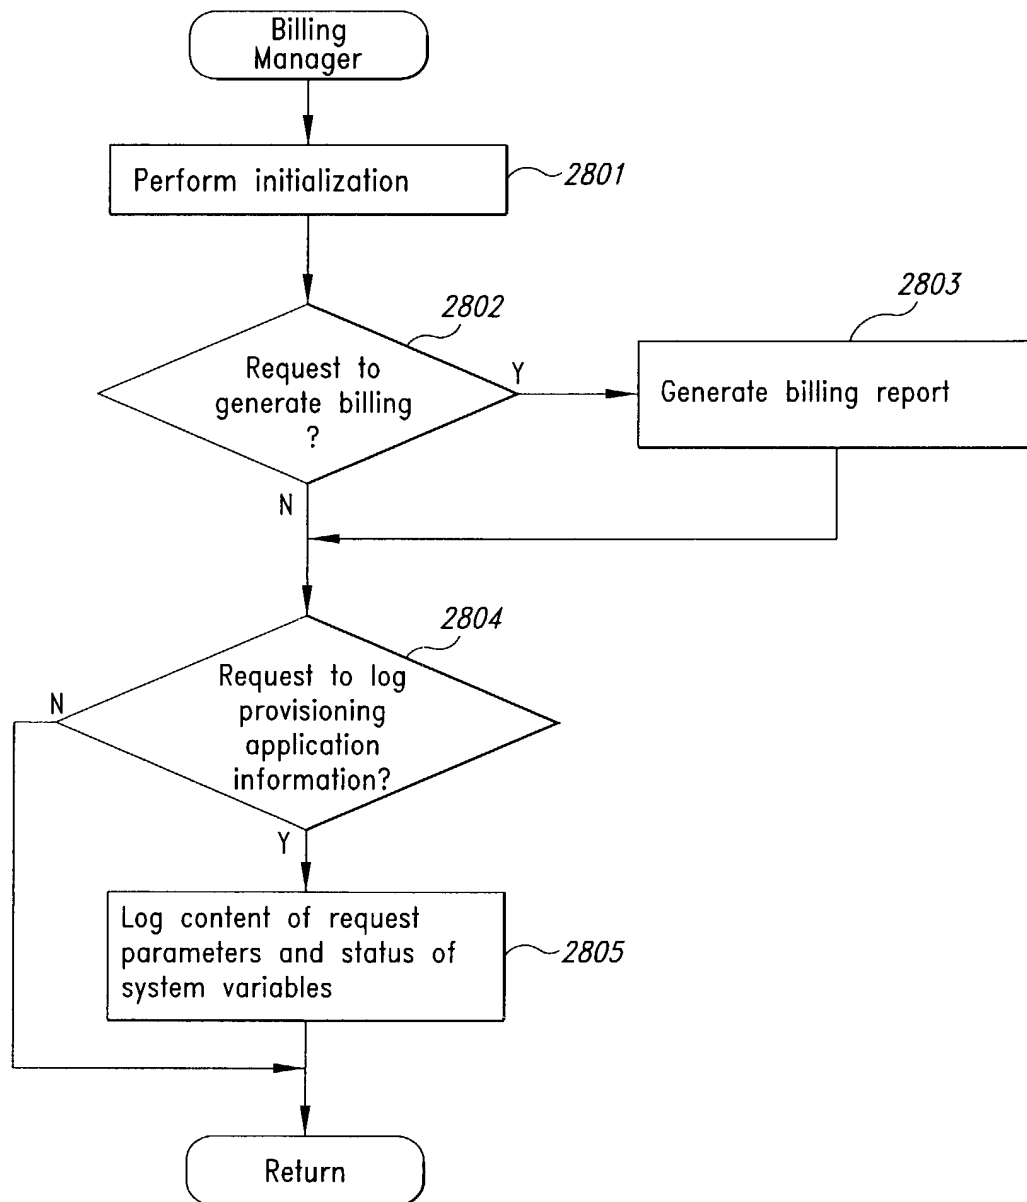 Billing
Manager
Perform initialization
2801
2802
Request to
generate billing
?
Y
N
2803
Generate billing report
2804
Request to log
provisioning
application
information?
N
Y
Log content of request
parameters and status of
system variables
2805
Return